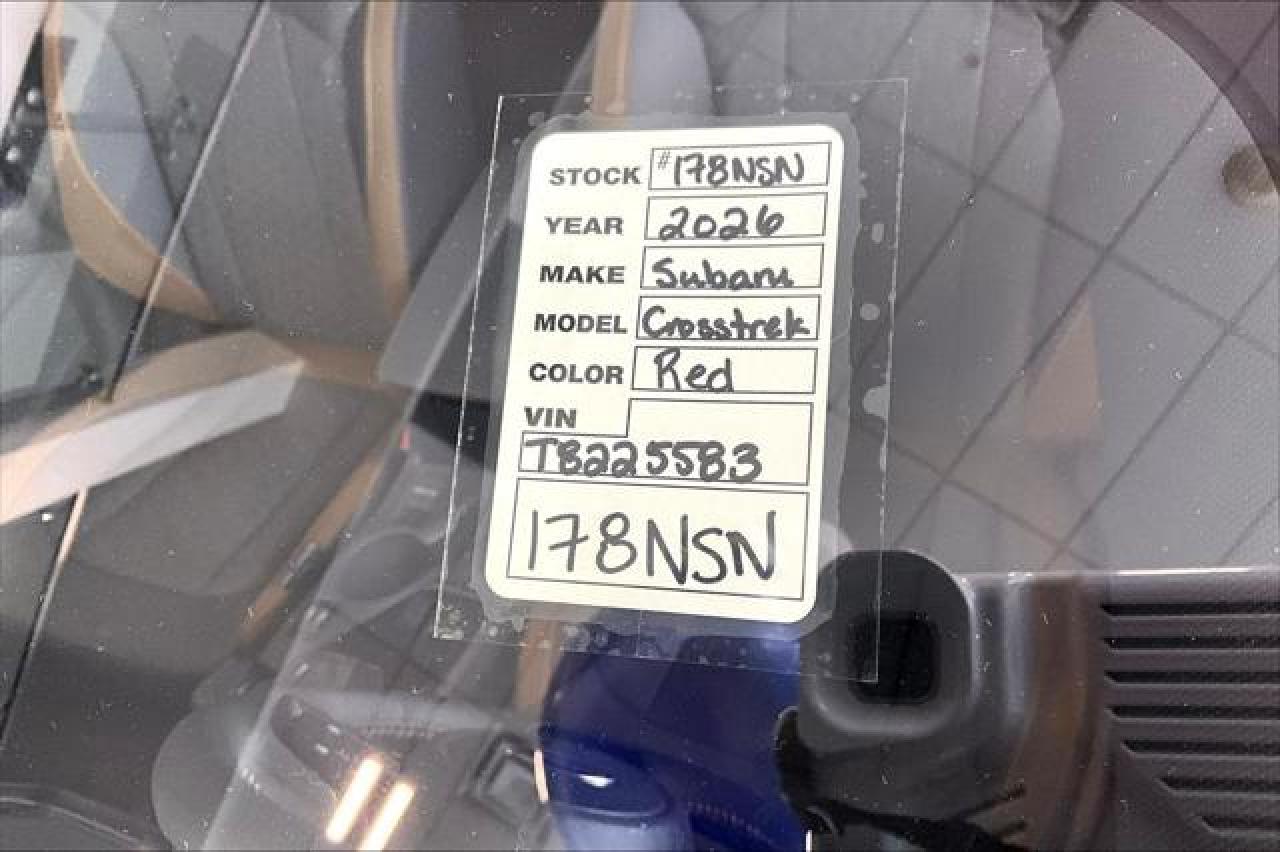 STOCK #178NSN
YEAR 2026
MAKE Subaru
MODEL Crosstrek
COLOR Red
VIN
T8225583
178NSN